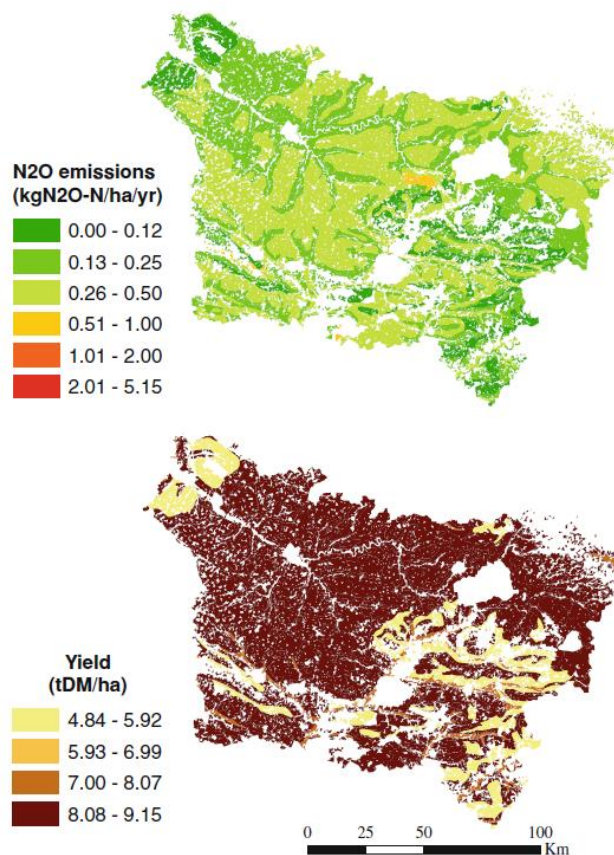 N2O emissions
(kgN2O-N/ha/yr)
0.00 - 0.12
0.13 - 0.25
0.26 - 0.50
0.51 - 1.00
1.01 - 2.00
2.01 - 5.15
Yield
(tDM/ha)
4.84 - 5.92
5.93 - 6.99
7.00 - 8.07
8.08 - 9.15
0 25 50 100
Km